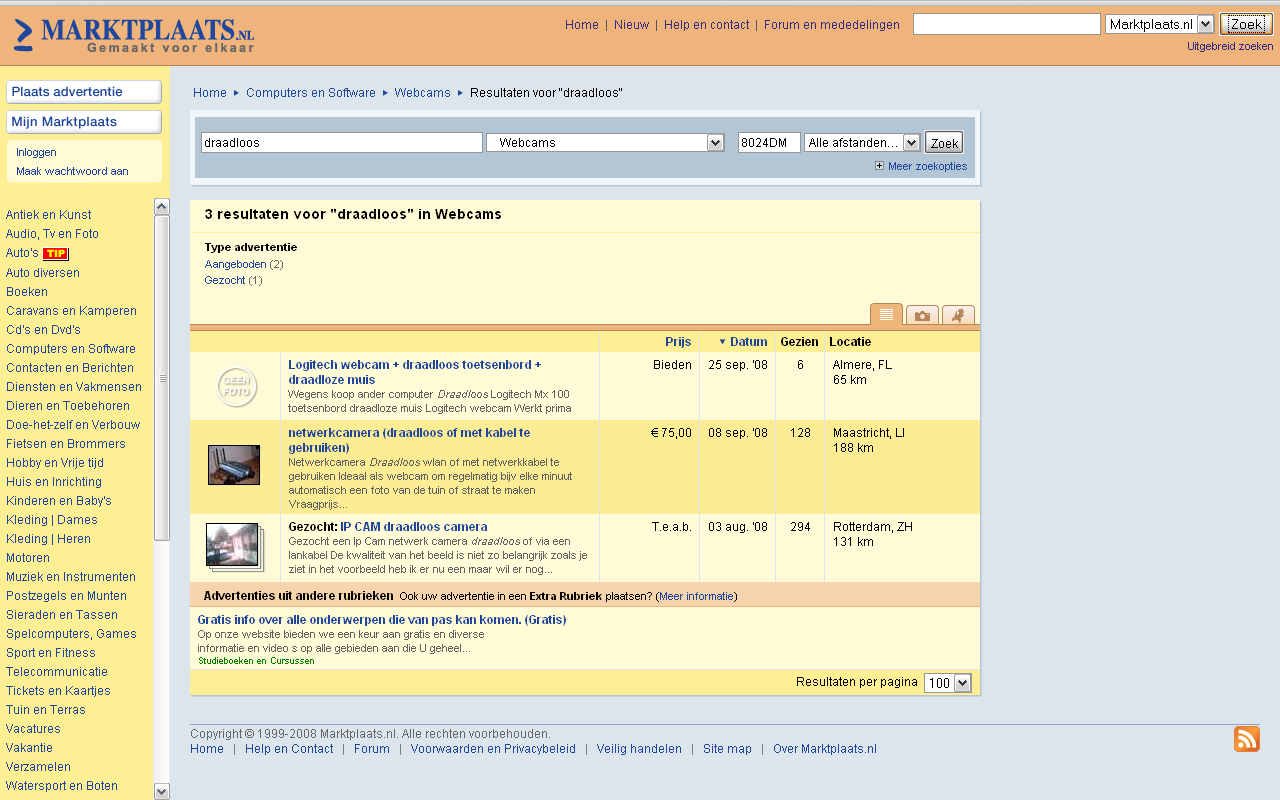 MARKTPLAATS.NL
Gemaakt voor elkaar
Home | Nieuw | Help en contact | Forum en mededelingen
Marktplaats.nl
Zoek
Uitgebreid zoeken
Plaats advertentie
Mijn Marktplaats
Inloggen
Maak wachtwoord aan
Antiek en Kunst
Audio, Tv en Foto
Auto's TIP
Auto diversen
Boeken
Caravans en Kamperen
Cd's en Dvd's
Computers en Software
Contacten en Berichten
Diensten en Vakmensen
Dieren en Toebehoren
Doe-het-zelf en Verbouw
Fietsen en Brommers
Hobby en Vrije tijd
Huis en Inrichting
Kinderen en Baby's
Kleding | Dames
Kleding | Heren
Motoren
Muziek en Instrumenten
Postzegels en Munten
Sieraden en Tassen
Spelcomputers, Games
Sport en Fitness
Telecommunicatie
Tickets en Kaartjes
Tuin en Terras
Vacatures
Vakantie
Verzamelen
Watersport en Boten
Home ▸ Computers en Software ▸ Webcams ▸ Resultaten voor "draadloos"
draadloos Webcams 8024DM Alle afstanden... Zoek
Meer zoekopties
3 resultaten voor "draadloos" in Webcams
Type advertentie
Aangeboden (2)
Gezocht (1)
Prijs ▼ Datum Gezien Locatie
GEEN FOTO
Logitech webcam + draadloos toetsenbord +
draadloze muis
Wegens koop ander computer Draadloos Logitech Mx 100
toetsenbord draadloze muis Logitech webcam Werkt prima
Bieden 25 sep. '08 6 Almere, FL
65 km
netwerkcamera (draadloos of met kabel te
gebruiken)
Netwerkcamera Draadloos wlan of met netwerkkabel te
gebruiken Ideaal als webcam om regelmatig bijv elke minuut
automatisch een foto van de tuin of straat te maken
Vraagprijs...
€ 75,00 08 sep. '08 128 Maastricht, LI
188 km
Gezocht: IP CAM draadloos camera
Gezocht een Ip Cam netwerk camera draadloos of via een
lankabel De kwaliteit van het beeld is niet zo belangrijk zoals je
ziet in het voorbeeld heb ik er nu een maar wil er nog...
T.e.a.b. 03 aug. '08 294 Rotterdam, ZH
131 km
Advertenties uit andere rubrieken Ook uw advertentie in een Extra Rubriek plaatsen? (Meer informatie)
Gratis info over alle onderwerpen die van pas kan komen. (Gratis)
Op onze website bieden we een keur aan gratis en diverse
informatie en video s op alle gebieden aan die U geheel...
Studieboeken en Cursussen
Resultaten per pagina 100
Copyright © 1999-2008 Marktplaats.nl. Alle rechten voorbehouden.
Home | Help en Contact | Forum | Voorwaarden en Privacybeleid | Veilig handelen | Site map | Over Marktplaats.nl